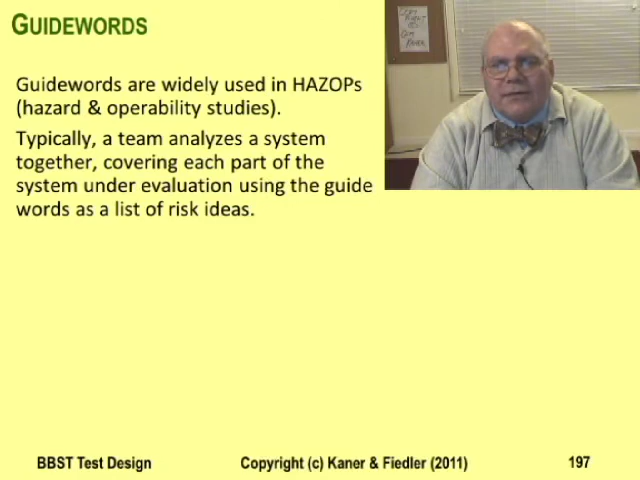 GUIDEWORDS
Guidewords are widely used in HAZOPs
(hazard & operability studies).
Typically, a team analyzes a system
together, covering each part of the
system under evaluation using the guide
words as a list of risk ideas.
BBST Test Design
Copyright (c) Kaner & Fiedler (2011)
197